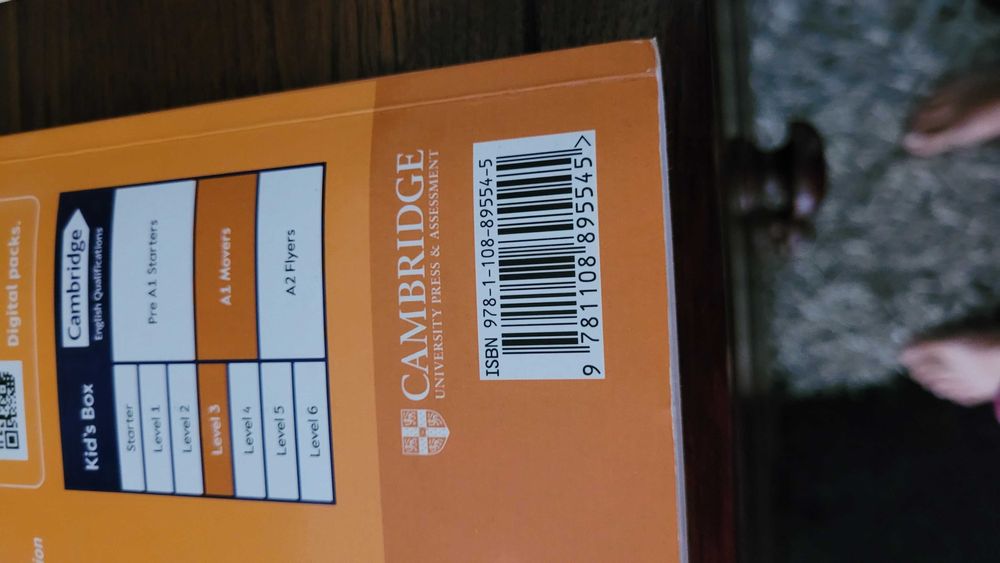 Digital packs.
Kid's Box
Cambridge
English Qualifications
Starter
Level 1
Level 2
Level 3
Level 4
Level 5
Level 6
Pre A1 Starters
A1 Movers
A2 Flyers
CAMBRIDGE
UNIVERSITY PRESS & ASSESSMENT
ISBN 978-1-108-89554-5
9 781108 895545 >